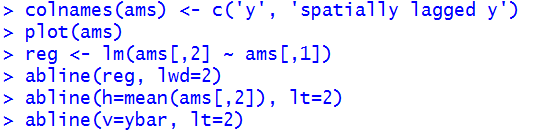 > colnames(ams) <- c('y', 'spatially lagged y')
> plot(ams)
> reg <- lm(ams[,2] ~ ams[,1])
> abline(reg, lwd=2)
> abline(h=mean(ams[,2]), lt=2)
> abline(v=ybar, lt=2)